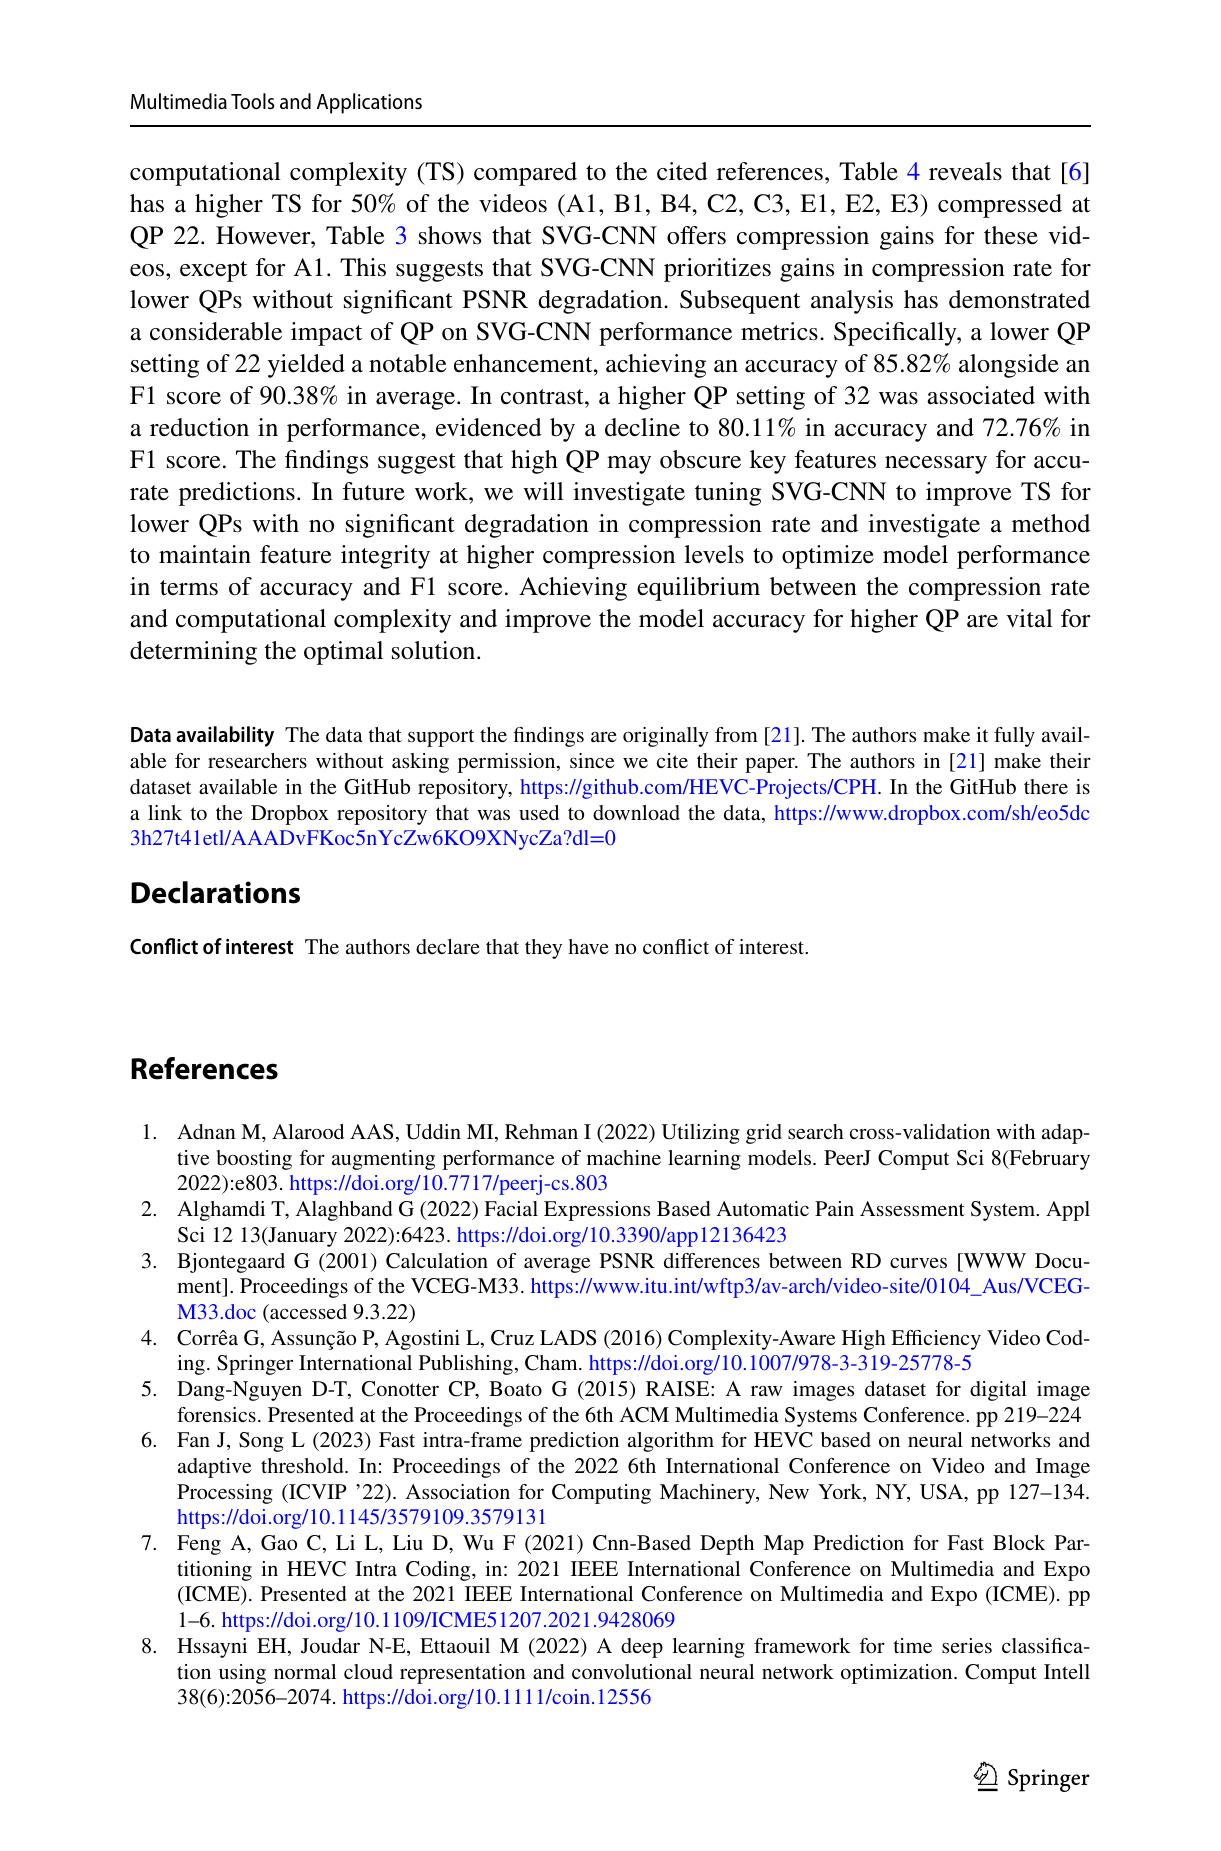 Multimedia Tools and Applications
computational complexity (TS) compared to the cited references, Table 4 reveals that [6]
has a higher TS for 50% of the videos (A1, B1, B4, C2, C3, E1, E2, E3) compressed at
QP 22. However, Table 3 shows that SVG-CNN offers compression gains for these vid-
eos, except for A1. This suggests that SVG-CNN prioritizes gains in compression rate for
lower QPs without significant PSNR degradation. Subsequent analysis has demonstrated
a considerable impact of QP on SVG-CNN performance metrics. Specifically, a lower QP
setting of 22 yielded a notable enhancement, achieving an accuracy of 85.82% alongside an
F1 score of 90.38% in average. In contrast, a higher QP setting of 32 was associated with
a reduction in performance, evidenced by a decline to 80.11% in accuracy and 72.76% in
F1 score. The findings suggest that high QP may obscure key features necessary for accu-
rate predictions. In future work, we will investigate tuning SVG-CNN to improve TS for
lower QPs with no significant degradation in compression rate and investigate a method
to maintain feature integrity at higher compression levels to optimize model performance
in terms of accuracy and F1 score. Achieving equilibrium between the compression rate
and computational complexity and improve the model accuracy for higher QP are vital for
determining the optimal solution.
Data availability The data that support the findings are originally from [21]. The authors make it fully avail-
able for researchers without asking permission, since we cite their paper. The authors in [21] make their
dataset available in the GitHub repository, https://github.com/HEVC-Projects/CPH. In the GitHub there is
a link to the Dropbox repository that was used to download the data, https://www.dropbox.com/sh/eo5dc
3h27t41etl/AAADvFKoc5nYcZw6KO9XNycZa?dl=0
Declarations
Conflict of interest The authors declare that they have no conflict of interest.
References
1. Adnan M, Alarood AAS, Uddin MI, Rehman I (2022) Utilizing grid search cross-validation with adap-
tive boosting for augmenting performance of machine learning models. PeerJ Comput Sci 8(February
2022):e803. https://doi.org/10.7717/peerj-cs.803
2. Alghamdi T, Alaghband G (2022) Facial Expressions Based Automatic Pain Assessment System. Appl
Sci 12 13(January 2022):6423. https://doi.org/10.3390/app12136423
3. Bjontegaard G (2001) Calculation of average PSNR differences between RD curves [WWW Docu-
ment]. Proceedings of the VCEG-M33. https://www.itu.int/wftp3/av-arch/video-site/0104_Aus/VCEG-
M33.doc (accessed 9.3.22)
4. Corrêa G, Assunção P, Agostini L, Cruz LADS (2016) Complexity-Aware High Efficiency Video Cod-
ing. Springer International Publishing, Cham. https://doi.org/10.1007/978-3-319-25778-5
5. Dang-Nguyen D-T, Conotter CP, Boato G (2015) RAISE: A raw images dataset for digital image
forensics. Presented at the Proceedings of the 6th ACM Multimedia Systems Conference. pp 219–224
6. Fan J, Song L (2023) Fast intra-frame prediction algorithm for HEVC based on neural networks and
adaptive threshold. In: Proceedings of the 2022 6th International Conference on Video and Image
Processing (ICVIP ’22). Association for Computing Machinery, New York, NY, USA, pp 127–134.
https://doi.org/10.1145/3579109.3579131
7. Feng A, Gao C, Li L, Liu D, Wu F (2021) Cnn-Based Depth Map Prediction for Fast Block Par-
titioning in HEVC Intra Coding, in: 2021 IEEE International Conference on Multimedia and Expo
(ICME). Presented at the 2021 IEEE International Conference on Multimedia and Expo (ICME). pp
1–6. https://doi.org/10.1109/ICME51207.2021.9428069
8. Hssayni EH, Joudar N-E, Ettaouil M (2022) A deep learning framework for time series classifica-
tion using normal cloud representation and convolutional neural network optimization. Comput Intell
38(6):2056–2074. https://doi.org/10.1111/coin.12556
Springer